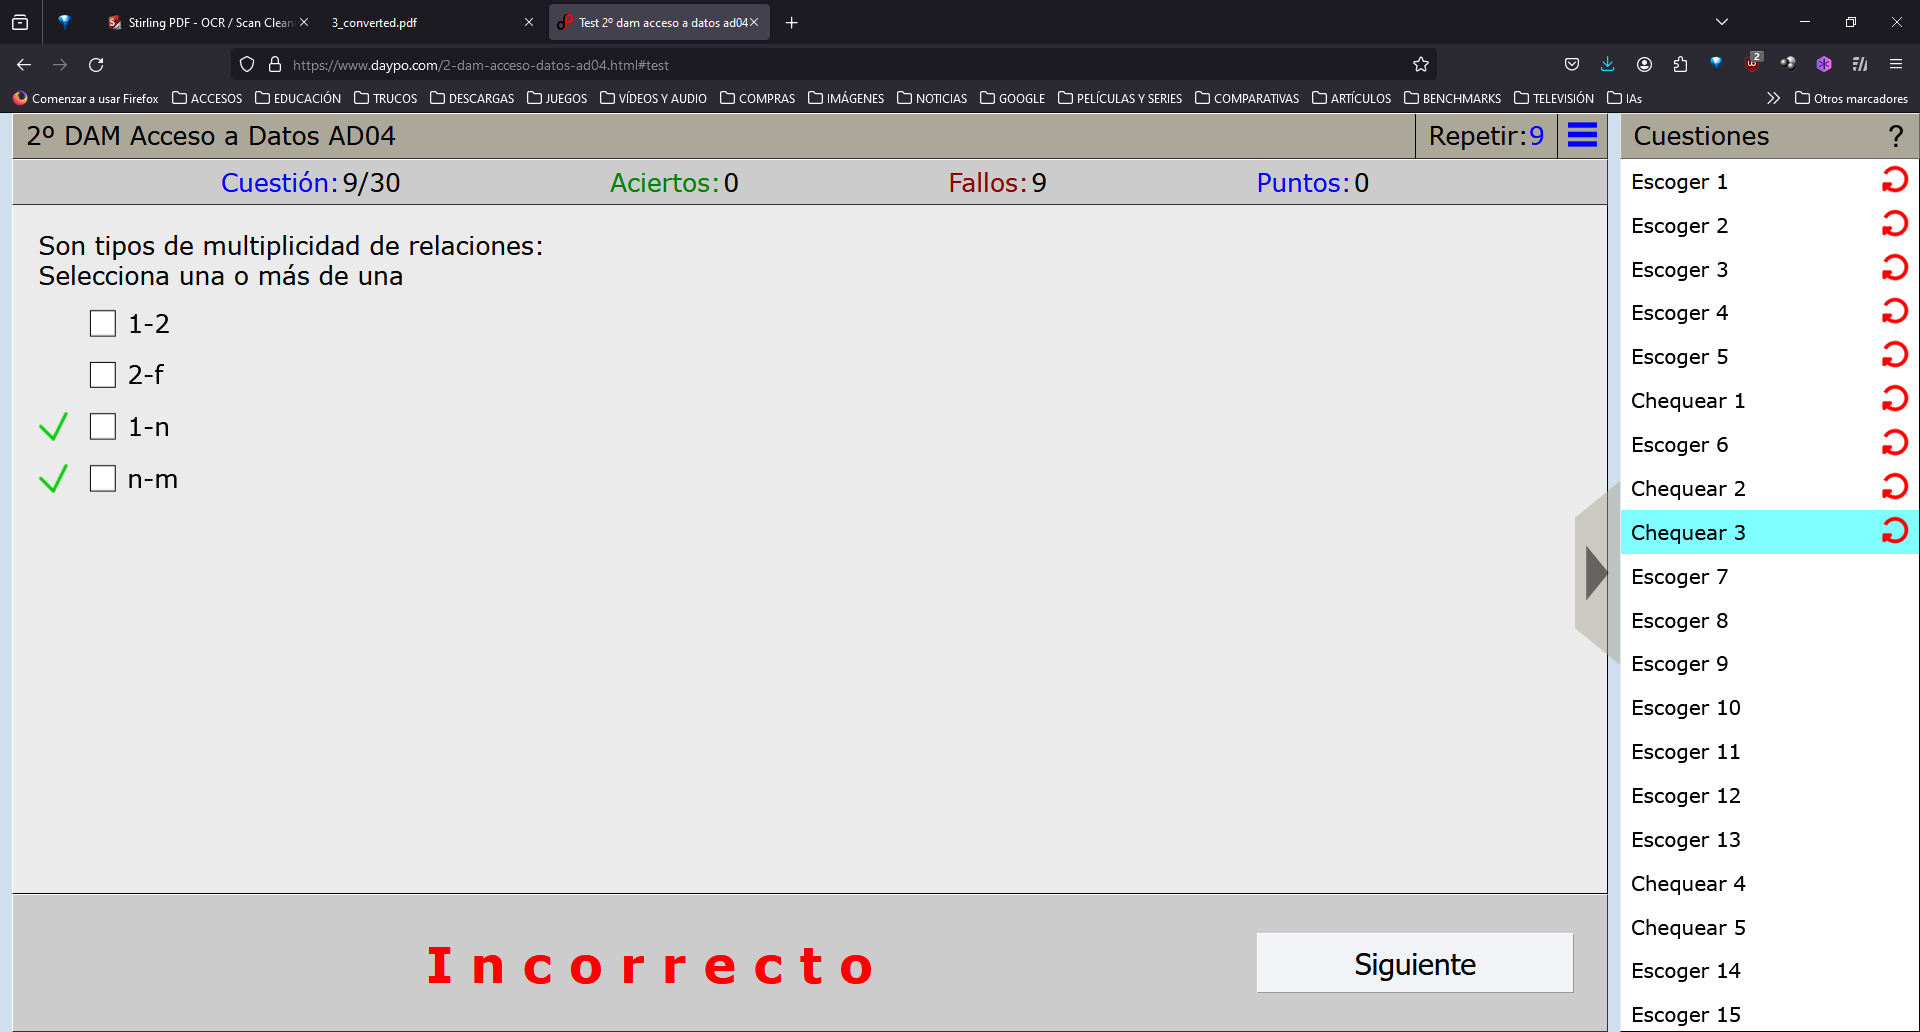 Stirling PDF - OCR / Scan Clean
3_converted.pdf
Test 2º dam acceso a datos ad04
https://www.daypo.com/2-dam-acceso-datos-ad04.html#test
2
Comenzar a usar Firefox
ACCESOS
EDUCACIÓN
TRUCOS
DESCARGAS
JUEGOS
VÍDEOS Y AUDIO
COMPRAS
IMÁGENES
NOTICIAS
GOOGLE
PELÍCULAS Y SERIES
COMPARATIVAS
ARTÍCULOS
BENCHMARKS
TELEVISIÓN
IAs
Otros marcadores
2º DAM Acceso a Datos AD04
Repetir:9
Cuestión:9/30
Aciertos:0
Fallos:9
Puntos:0
Son tipos de multiplicidad de relaciones:
Selecciona una o más de una
1-2
2-f
1-n
n-m
Incorrecto
Siguiente
Cuestiones ?
Escoger 1
Escoger 2
Escoger 3
Escoger 4
Escoger 5
Chequear 1
Escoger 6
Chequear 2
Chequear 3
Escoger 7
Escoger 8
Escoger 9
Escoger 10
Escoger 11
Escoger 12
Escoger 13
Chequear 4
Chequear 5
Escoger 14
Escoger 15